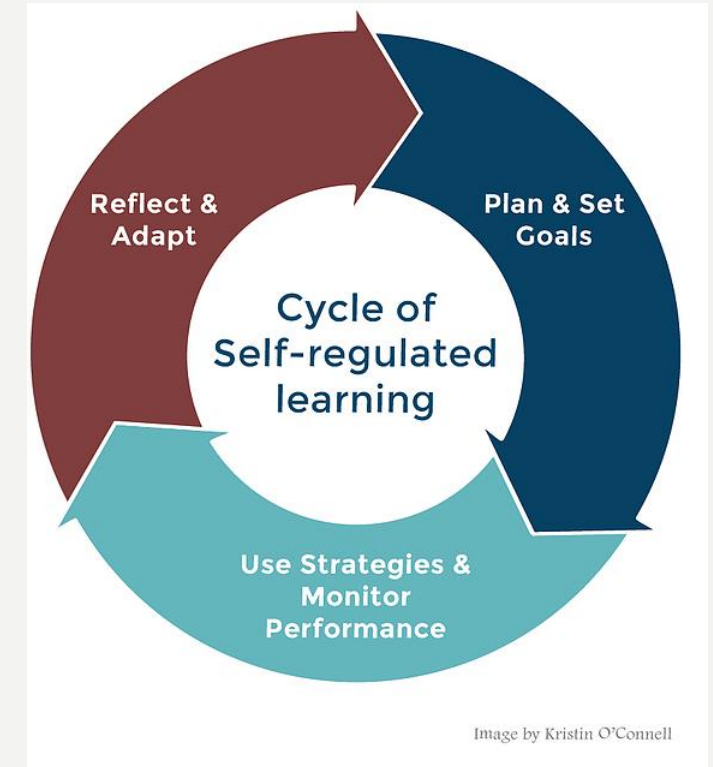 Reflect &
Adapt
Plan & Set
Goals
Cycle of
Self-regulated
learning
Use Strategies &
Monitor
Performance
Image by Kristin O'Connell